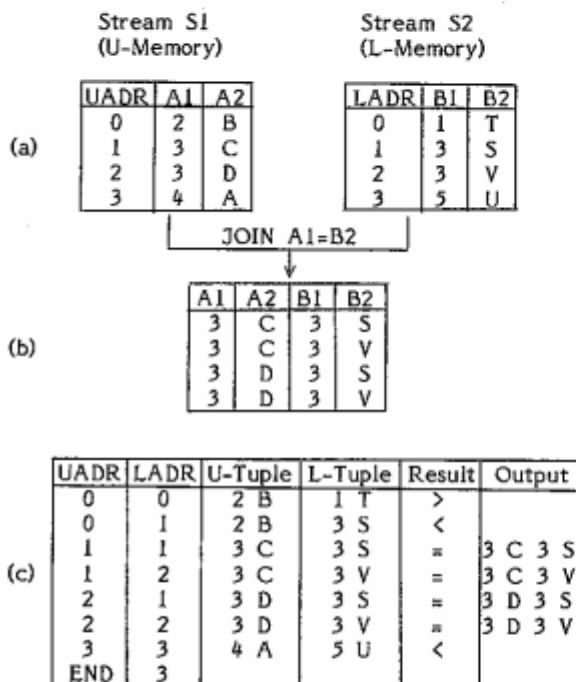 Stream S1 Stream S2
(U-Memory) (L-Memory)
UADR A1 A2 LADR B1 B2
0 2 B 0 1 T
(a) 1 3 C 1 3 S
2 3 D 2 3 V
3 4 A 3 5 U
JOIN A1=B2
A1 A2 B1 B2
3 C 3 S
(b) 3 C 3 V
3 D 3 S
3 D 3 V
UADR LADR U-Tuple L-Tuple Result Output
0 0 2 B 1 T >
0 1 2 B 3 S <
1 1 3 C 3 S = 3 C 3 S
(c) 1 2 3 C 3 V = 3 C 3 V
2 1 3 D 3 S = 3 D 3 S
2 2 3 D 3 V = 3 D 3 V
3 3 4 A 5 U <
END 3